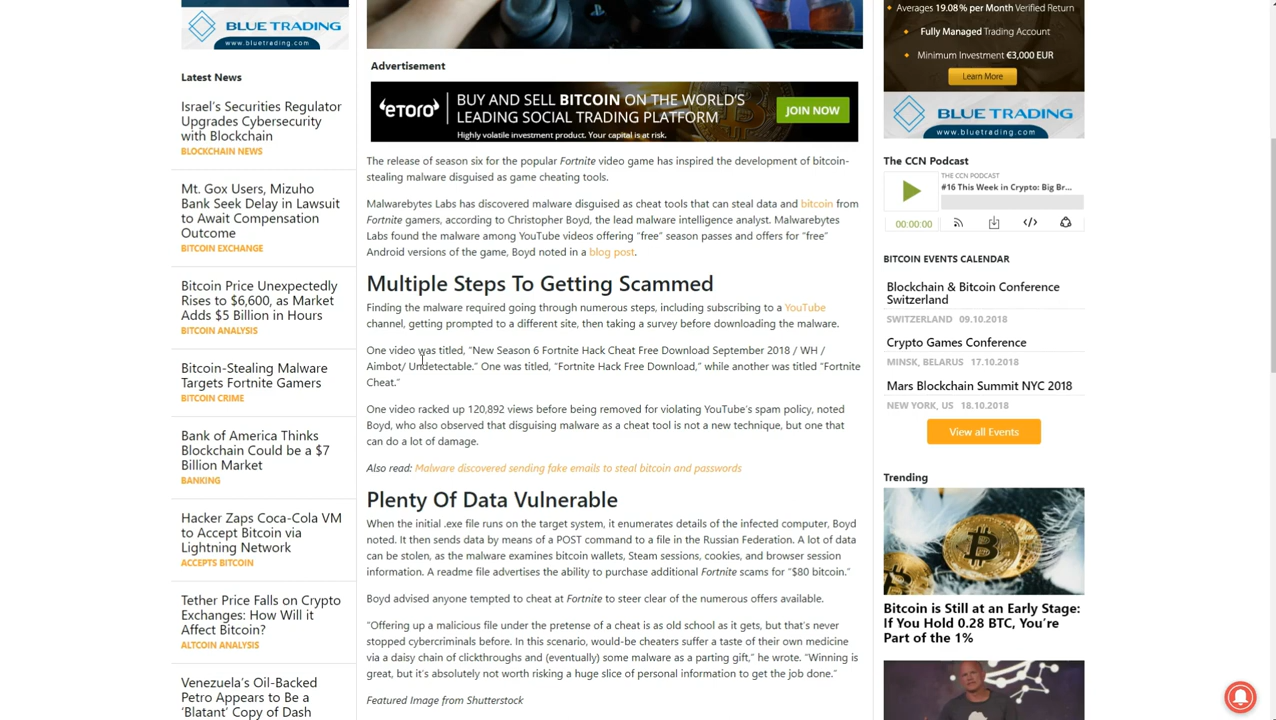 BLUE TRADING
www.bluetrading.com
Latest News
Israel's Securities Regulator
Upgrades Cybersecurity
with Blockchain
BLOCKCHAIN NEWS
Mt. Gox Users, Mizuho
Bank Seek Delay in Lawsuit
to Await Compensation
Outcome
BITCOIN EXCHANGE
Bitcoin Price Unexpectedly
Rises to $6,600, as Market
Adds $5 Billion in Hours
BITCOIN ANALYSIS
Bitcoin-Stealing Malware
Targets Fortnite Gamers
BITCOIN CRIME
Bank of America Thinks
Blockchain Could be a $7
Billion Market
BANKING
Hacker Zaps Coca-Cola VM
to Accept Bitcoin via
Lightning Network
ACCEPTS BITCOIN
Tether Price Falls on Crypto
Exchanges: How Will it
Affect Bitcoin?
ALTCOIN ANALYSIS
Venezuela's Oil-Backed
Petro Appears to Be a
'Blatant' Copy of Dash
Advertisement
eToro
BUY AND SELL BITCOIN ON THE WORLD'S
LEADING SOCIAL TRADING PLATFORM
Highly volatile investment product. Your capital is at risk.
JOIN NOW
The release of season six for the popular Fortnite video game has inspired the development of bitcoin-
stealing malware disguised as game cheating tools.
Malwarebytes Labs has discovered malware disguised as cheat tools that can steal data and bitcoin from
Fortnite gamers, according to Christopher Boyd, the lead malware intelligence analyst. Malwarebytes
Labs found the malware among YouTube videos offering "free" season passes and offers for "free"
Android versions of the game, Boyd noted in a blog post.
Multiple Steps To Getting Scammed
Finding the malware required going through numerous steps, including subscribing to a YouTube
channel, getting prompted to a different site, then taking a survey before downloading the malware.
One video was titled, "New Season 6 Fortnite Hack Cheat Free Download September 2018 / WH /
Aimbot/ Undetectable." One was titled, "Fortnite Hack Free Download," while another was titled "Fortnite
Cheat."
One video racked up 120,892 views before being removed for violating YouTube's spam policy, noted
Boyd, who also observed that disguising malware as a cheat tool is not a new technique, but one that
can do a lot of damage.
Also read: Malware discovered sending fake emails to steal bitcoin and passwords
Plenty Of Data Vulnerable
When the initial .exe file runs on the target system, it enumerates details of the infected computer, Boyd
noted. It then sends data by means of a POST command to a file in the Russian Federation. A lot of data
can be stolen, as the malware examines bitcoin wallets, Steam sessions, cookies, and browser session
information. A readme file advertises the ability to purchase additional Fortnite scams for "$80 bitcoin."
Boyd advised anyone tempted to cheat at Fortnite to steer clear of the numerous offers available.
"Offering up a malicious file under the pretense of a cheat is as old school as it gets, but that's never
stopped cybercriminals before. In this scenario, would-be cheaters suffer a taste of their own medicine
via a daisy chain of clickthroughs and (eventually) some malware as a parting gift," he wrote. "Winning is
great, but it's absolutely not worth risking a huge slice of personal information to get the job done."
Featured Image from Shutterstock
Averages 19.08% per Month Verified
Return
Fully Managed Trading Account
Minimum Investment €3,000 EUR
Learn More
BLUE TRADING
www.bluetrading.com
The CCN Podcast
THE CCN PODCAST
#16 This Week in Crypto: Big Br...
00:00:00
BITCOIN EVENTS CALENDAR
Blockchain & Bitcoin Conference
Switzerland
SWITZERLAND 09.10.2018
Crypto Games Conference
MINSK, BELARUS 17.10.2018
Mars Blockchain Summit NYC 2018
NEW YORK, US 18.10.2018
View all Events
Trending
Bitcoin is Still at an Early Stage:
If You Hold 0.28 BTC, You're
Part of the 1%